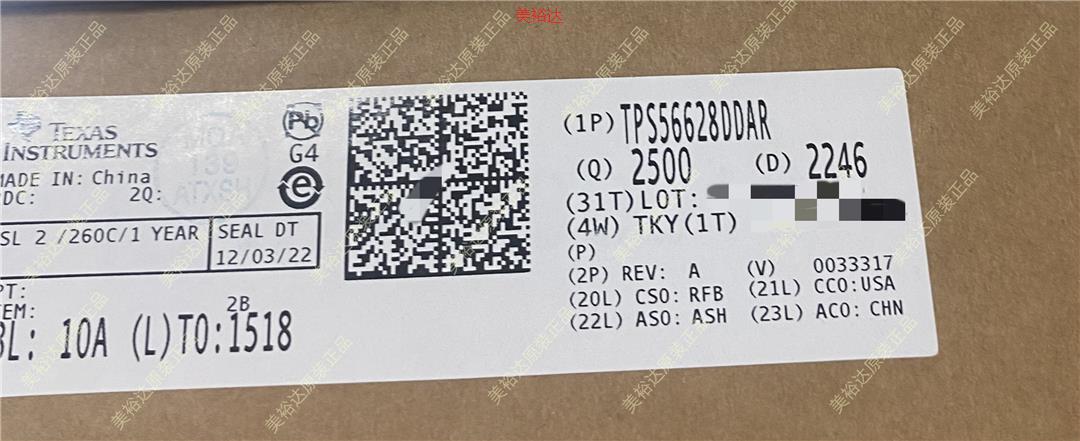 美裕达
TEXAS
INSTRUMENTS
MADE IN: China
DC:
2Q:
Pb
G4
e
SL 2 /260C/1 YEAR
SEAL DT
12/03/22
PT:
EM:
2B
BL: 10A (L)TO:1518
(1P) TPS56628DDAR
(Q) 2500 (D) 2246
(31T) LOT:
(4W) TKY(1T)
(P)
(2P) REV: A (V) 0033317
(20L) CSO: RFB (21L) CCO:USA
(22L) ASO: ASH (23L) ACO: CHN
美裕达原装正品